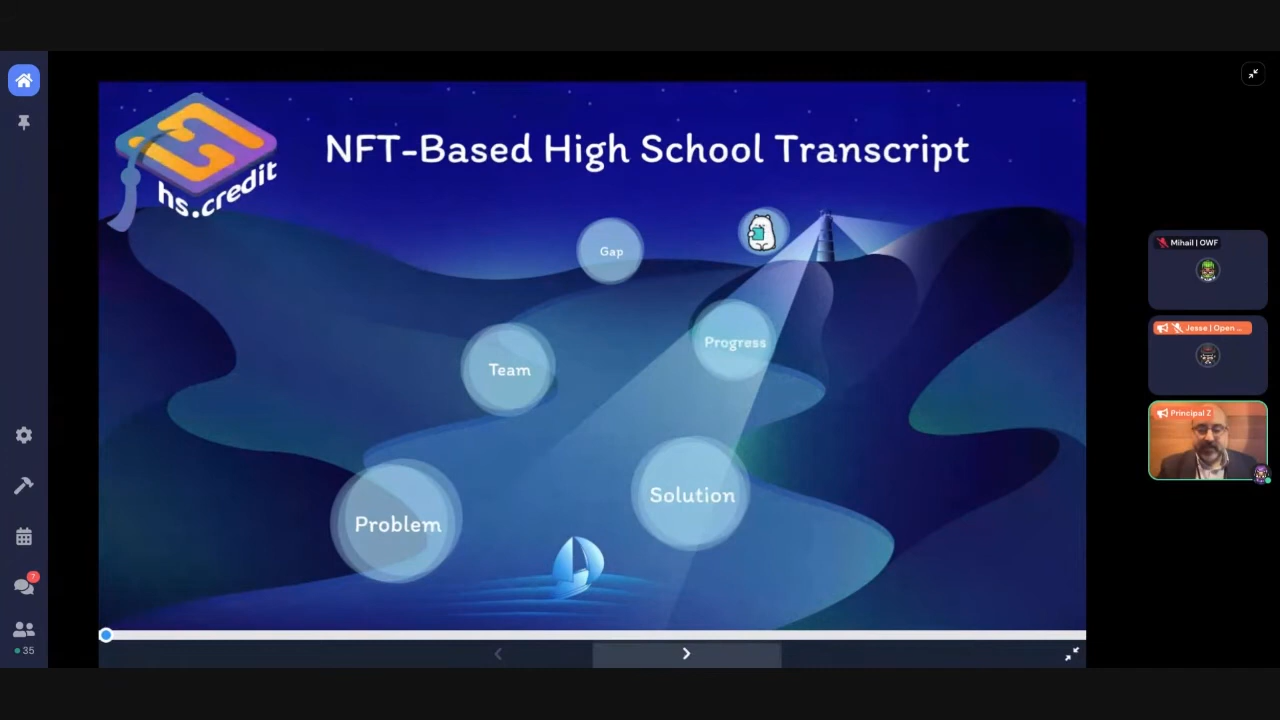 hs.credit
NFT-Based High School Transcript
Gap
Progress
Team
Solution
Problem
Mihail | OWF
Jesse | Open ...
Principal Z
7
35